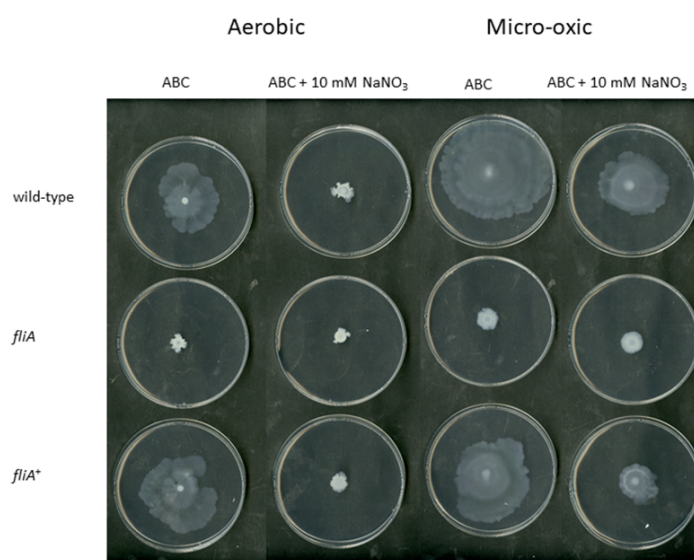 Aerobic Micro-oxic
ABC ABC + 10 mM NaNO₃ ABC ABC + 10 mM NaNO₃
wild-type
fliA
fliA⁺